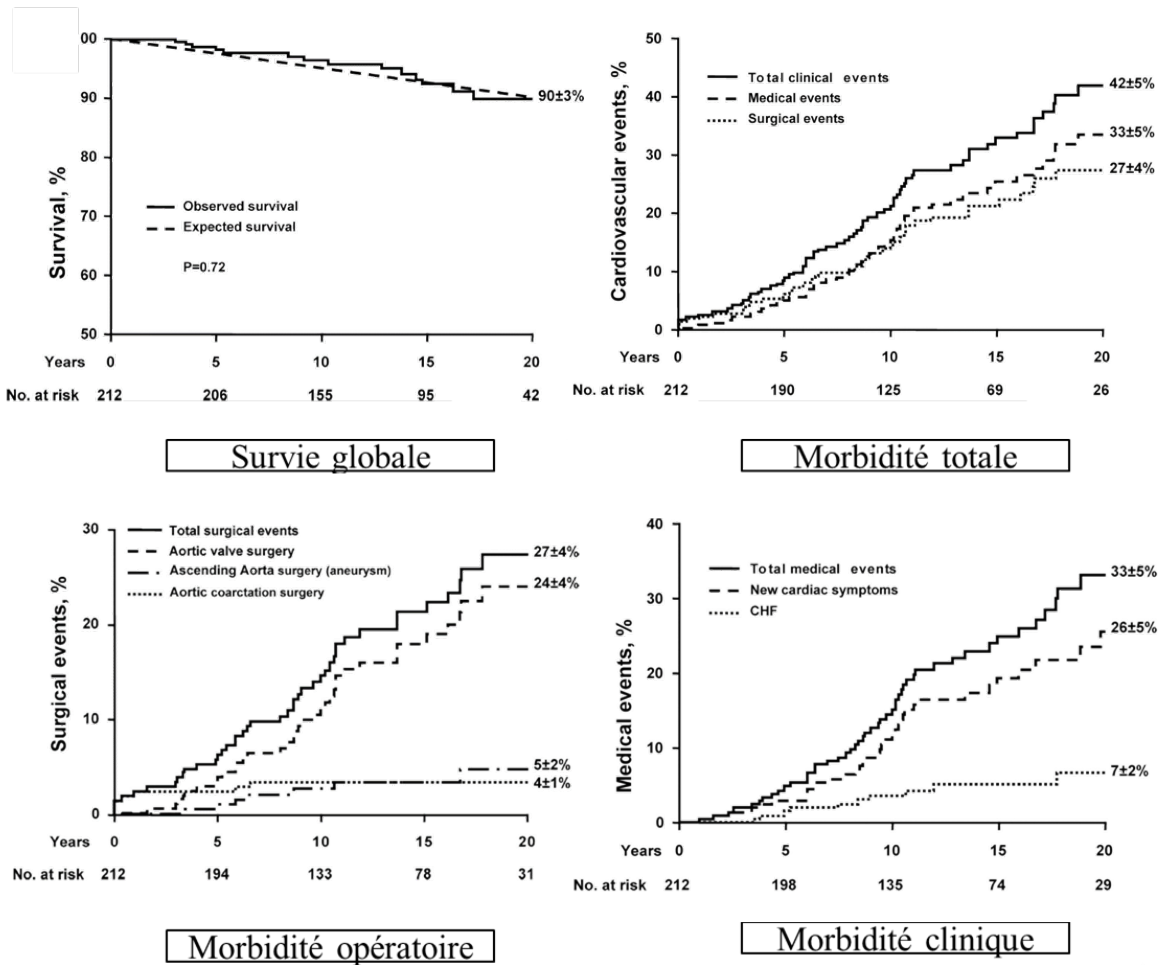 00
90
80
70
60
50
Survival, %
90±3%
Observed survival
Expected survival
P=0.72
Years 0 5 10 15 20
No. at risk 212 206 155 95 42
Survie globale
50
40
30
20
10
0
Cardiovascular events, %
Total clinical events
Medical events
Surgical events
42±5%
33±5%
27±4%
0 5 10 15 20
212 190 125 69 26
Morbidité totale
30
20
10
0
Surgical events, %
Total surgical events
Aortic valve surgery
Ascending Aorta surgery (aneurysm)
Aortic coarctation surgery
27±4%
24±4%
5±2%
4±1%
Years 0 5 10 15 20
No. at risk 212 194 133 78 31
Morbidité opératoire
40
30
20
10
0
Medical events, %
Total medical events
New cardiac symptoms
CHF
33±5%
26±5%
7±2%
Years 0 5 10 15 20
No. at risk 212 198 135 74 29
Morbidité clinique